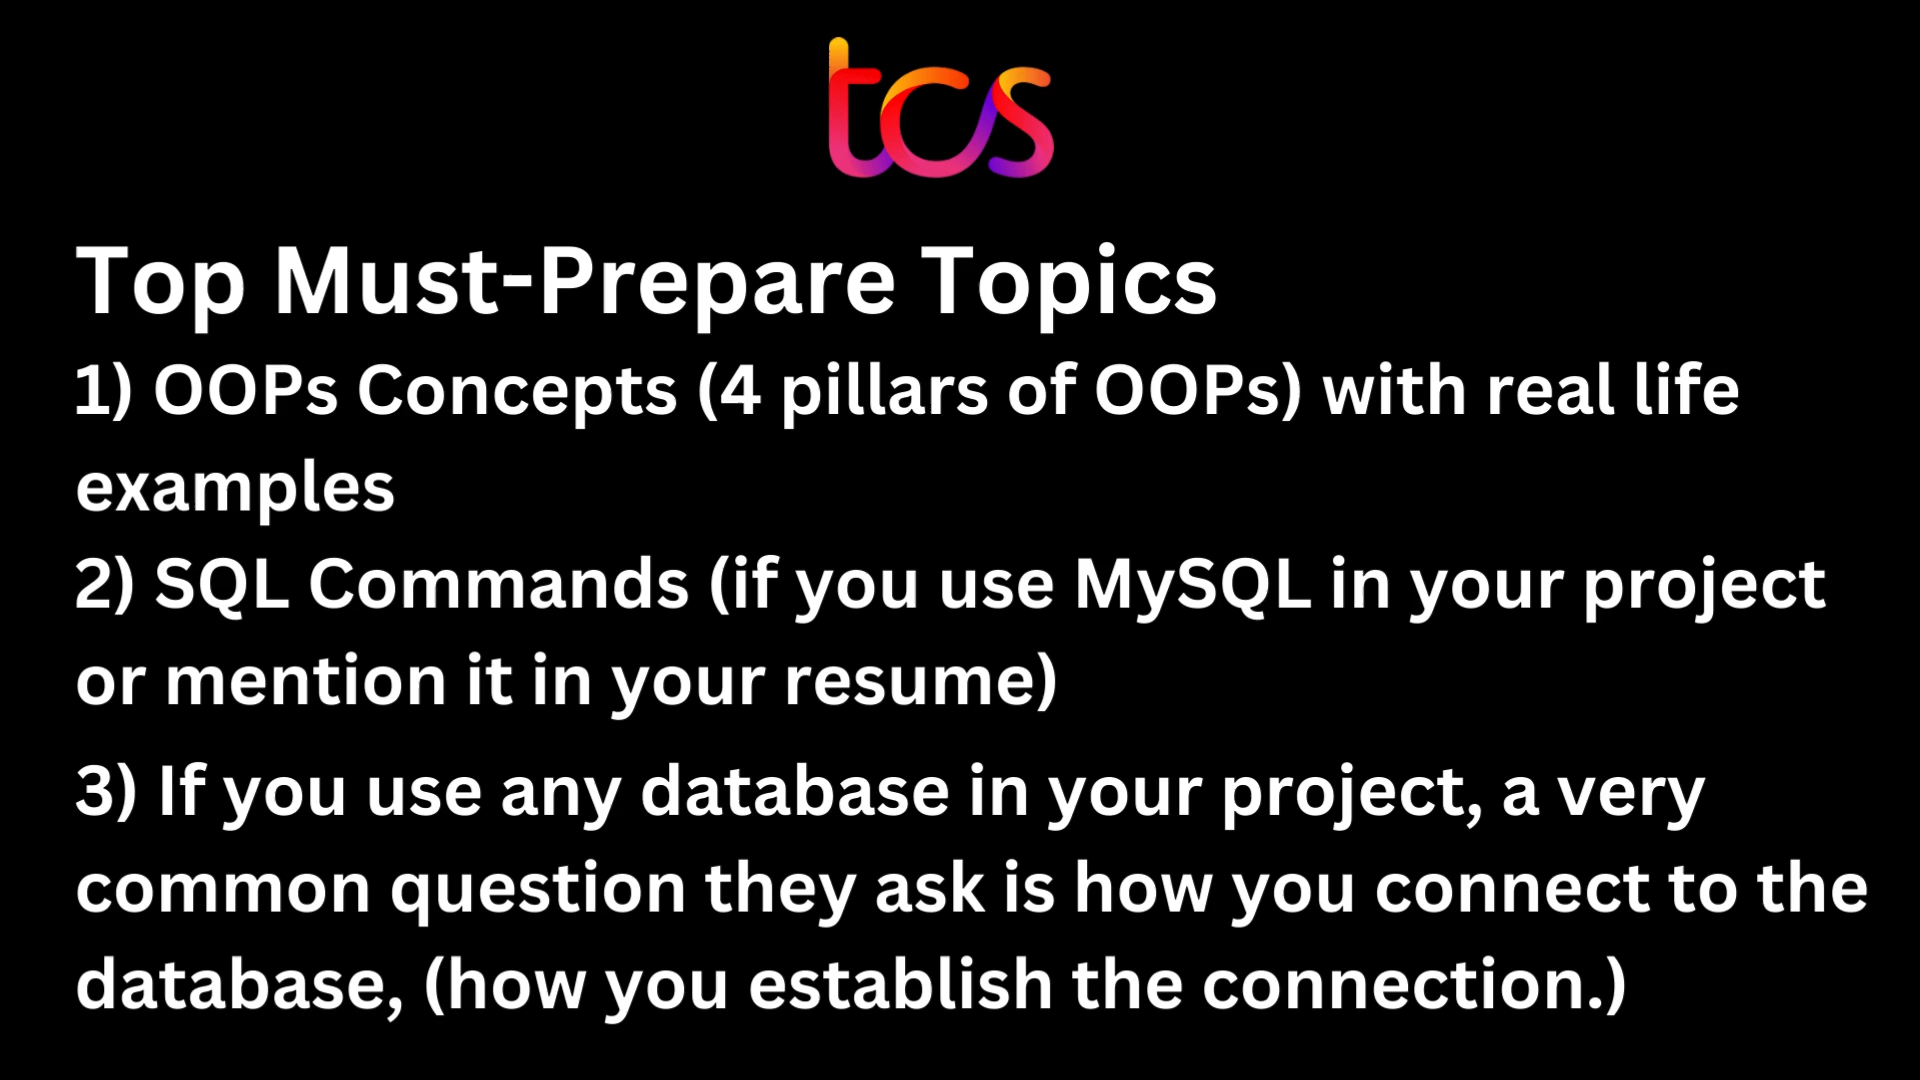 tcs
Top Must-Prepare Topics
1) OOPs Concepts (4 pillars of OOPs) with real life
examples
2) SQL Commands (if you use MySQL in your project
or mention it in your resume)
3) If you use any database in your project, a very
common question they ask is how you connect to the
database, (how you establish the connection.)